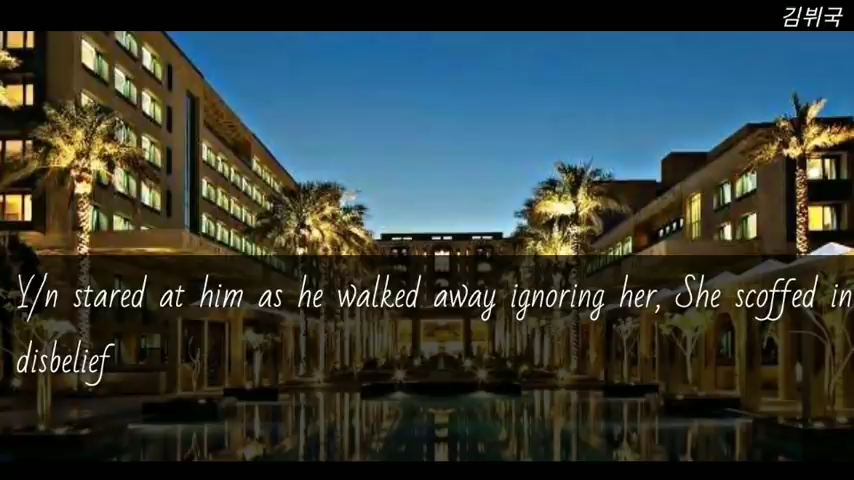 김뷔국
Y/n stared at him as he walked away ignoring her, She scoffed in
disbelief